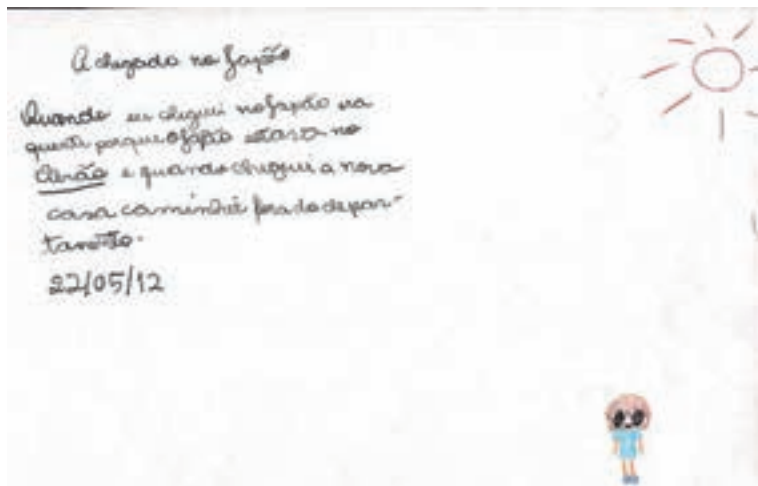 A chegada no Japão
Quando eu cheguei no Japão era
quente porque o Japão estava no
Verão e quando cheguei a nova
casa caminhei fora do depar-
tamento.
22/05/12